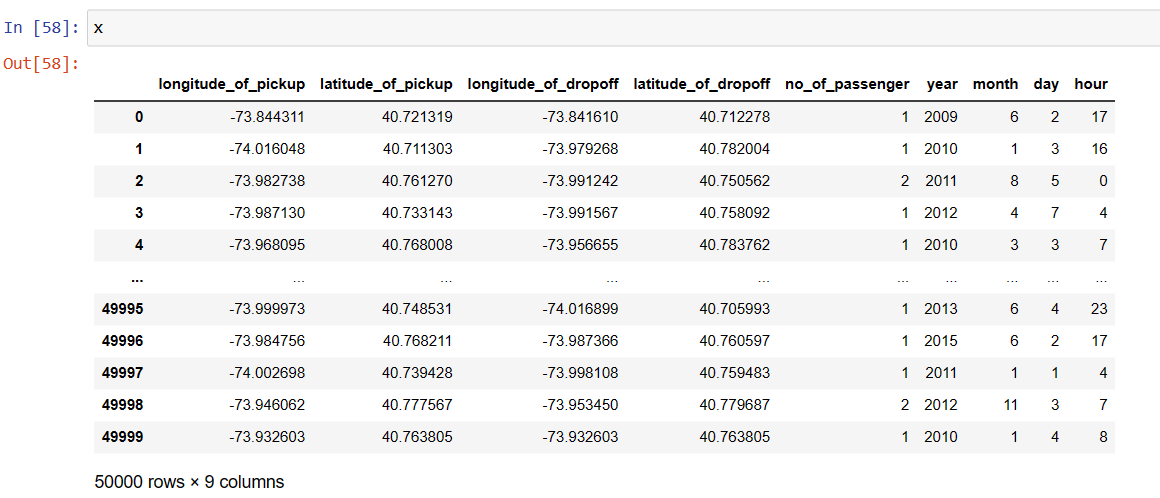 In [58]: x
Out[58]:
longitude_of_pickup latitude_of_pickup longitude_of_dropoff latitude_of_dropoff no_of_passenger year month day hour
0 -73.844311 40.721319 -73.841610 40.712278 1 2009 6 2 17
1 -74.016048 40.711303 -73.979268 40.782004 1 2010 1 3 16
2 -73.982738 40.761270 -73.991242 40.750562 2 2011 8 5 0
3 -73.987130 40.733143 -73.991567 40.758092 1 2012 4 7 4
4 -73.968095 40.768008 -73.956655 40.783762 1 2010 3 3 7
... ... ... ... ... ... ... ... ... ...
49995 -73.999973 40.748531 -74.016899 40.705993 1 2013 6 4 23
49996 -73.984756 40.768211 -73.987366 40.760597 1 2015 6 2 17
49997 -74.002698 40.739428 -73.998108 40.759483 1 2011 1 1 4
49998 -73.946062 40.777567 -73.953450 40.779687 2 2012 11 3 7
49999 -73.932603 40.763805 -73.932603 40.763805 1 2010 1 4 8
50000 rows × 9 columns